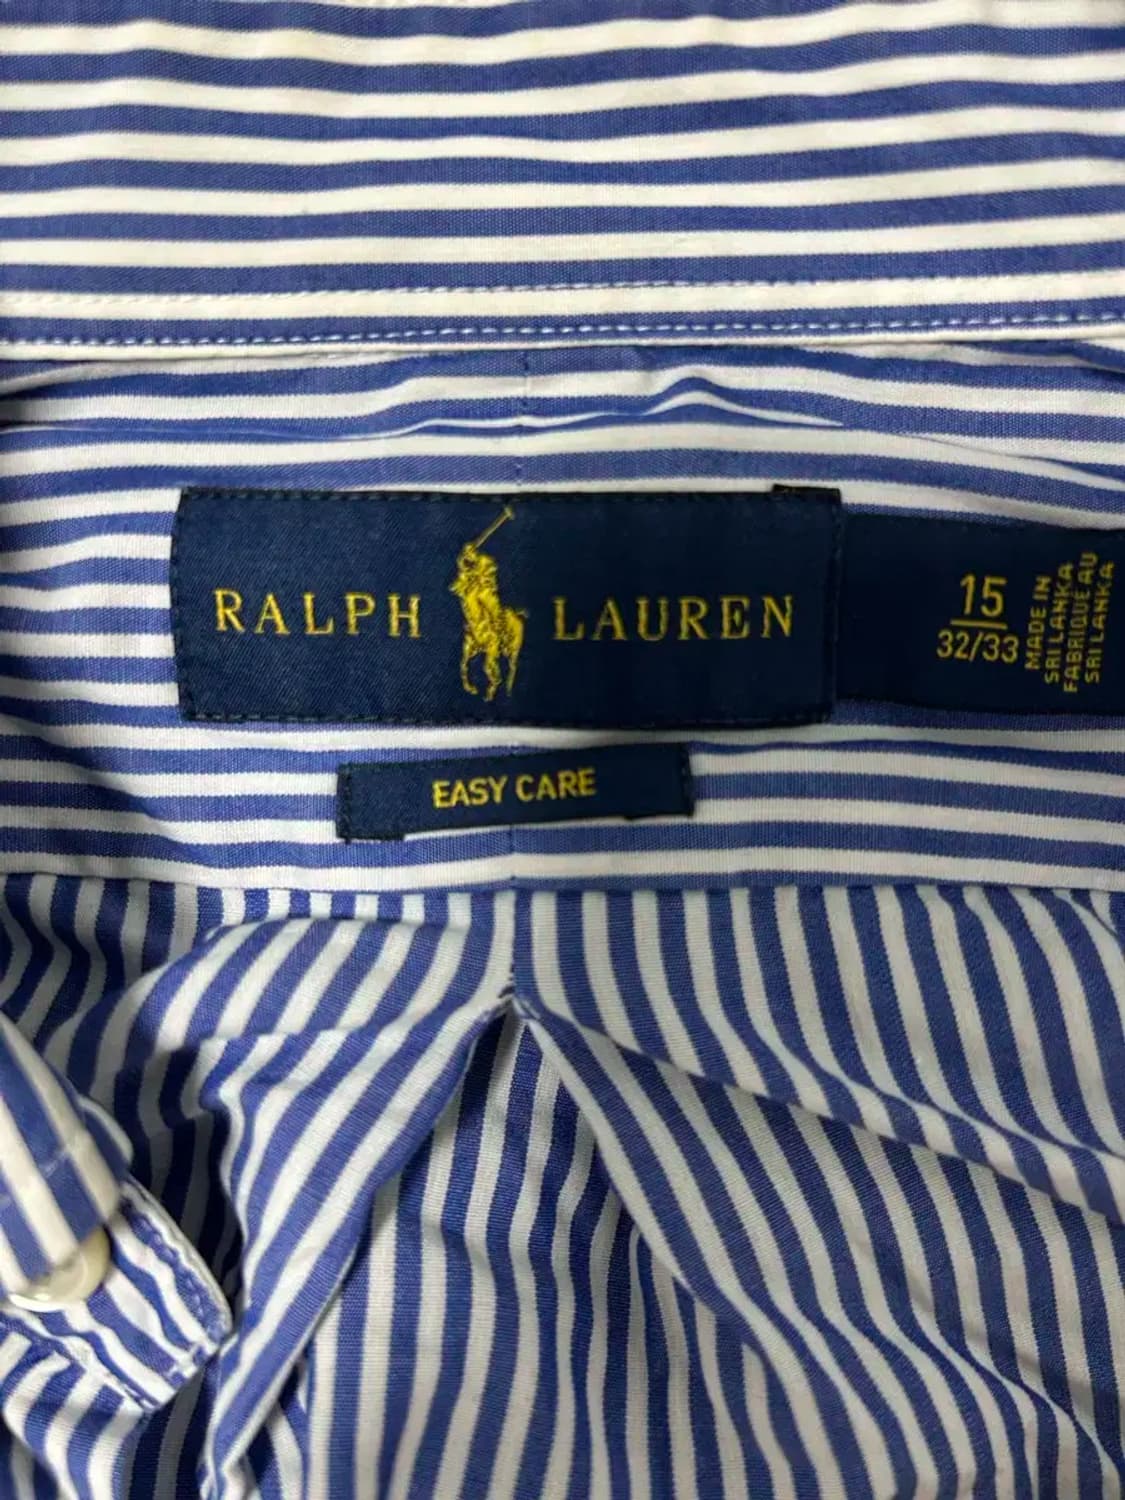 RALPH LAUREN
15
32/33
MADE IN
SRI LANKA
FABRIQUÉ AU
SRI LANKA
EASY CARE